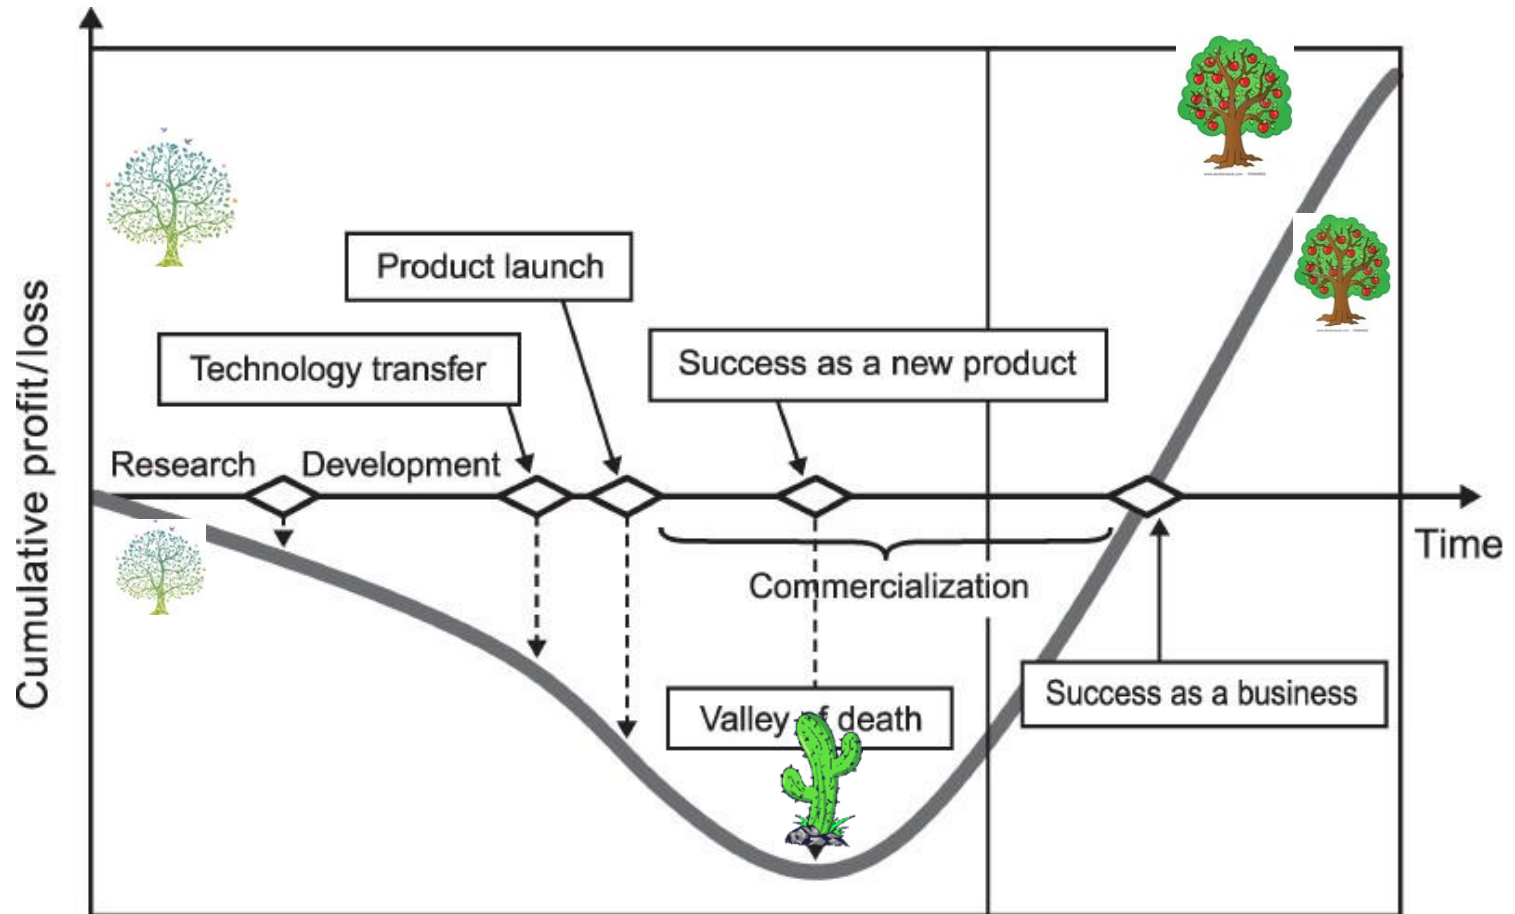 Cumulative profit/loss
Product launch
Technology transfer
Success as a new product
Research
Development
Time
Commercialization
Success as a business
Valley of death